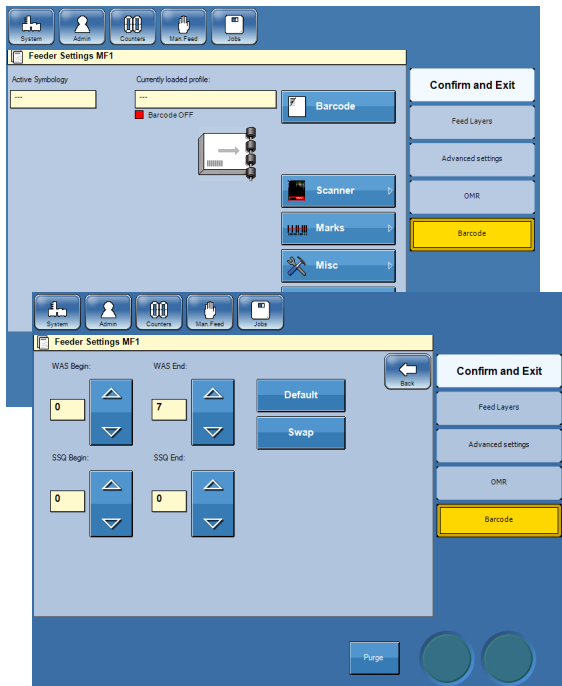 System Admin Counters Man.Feed Jobs
Feeder Settings MF1
Active Symbology Currently loaded profile:
--- ---
Barcode OFF
Barcode
Scanner
Marks
Misc
Confirm and Exit
Feed Layers
Advanced settings
OMR
Barcode
System Admin Counters Man.Feed Jobs
Feeder Settings MF1
WAS Begin: WAS End:
0 7
Default
Swap
SSQ Begin: SSQ End:
0 0
Back
Confirm and Exit
Feed Layers
Advanced settings
OMR
Barcode
Purge